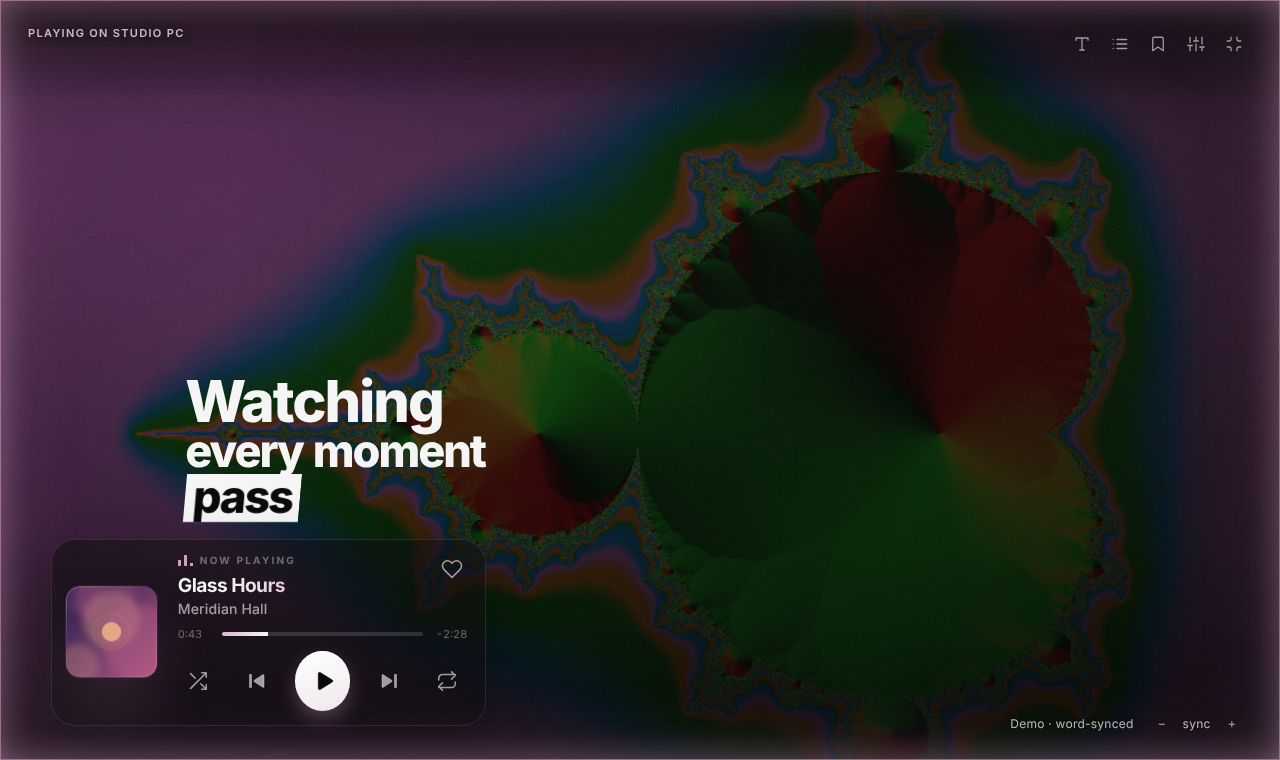 PLAYING ON STUDIO PC
Watching
every moment
pass
NOW PLAYING
Glass Hours
Meridian Hall
0:43
-2:28
Demo · word-synced − sync +